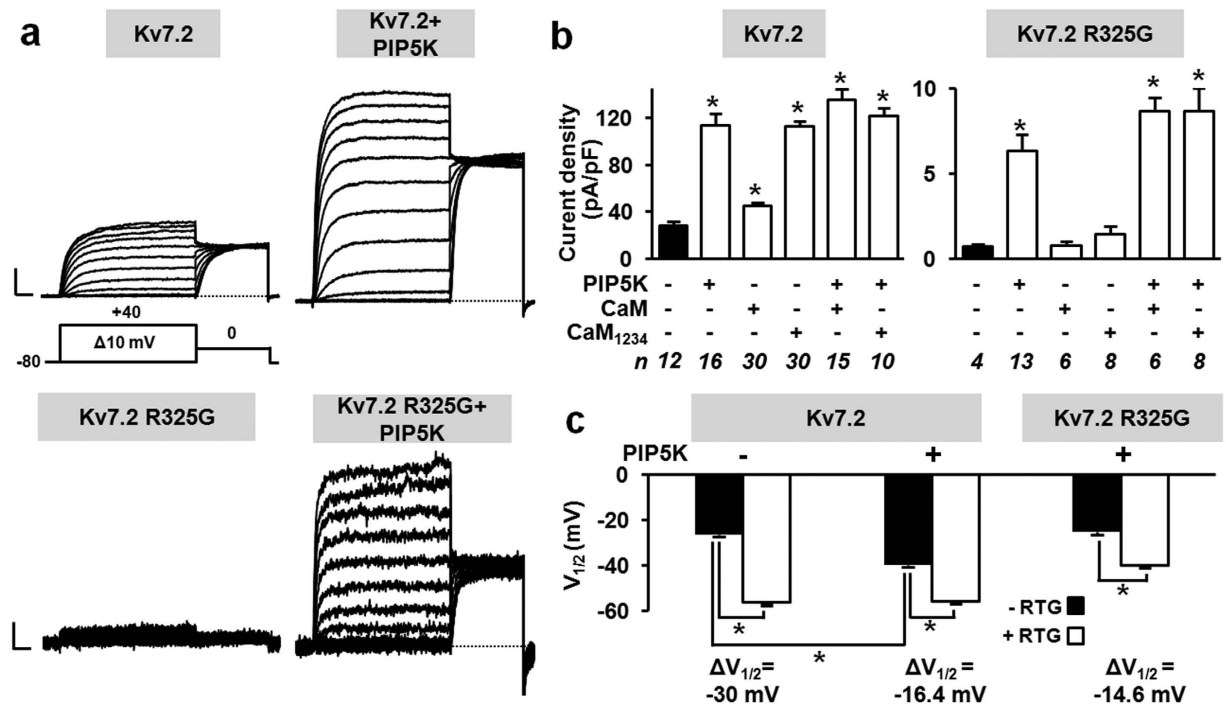 a
Kv7.2
Kv7.2+
PIP5K
+40
Δ10 mV
0
-80
Kv7.2 R325G
Kv7.2 R325G+
PIP5K
b
Kv7.2
Kv7.2 R325G
Curent density
(pA/pF)
120
80
40
0
* * * * *
10
5
0
* * *
PIP5K - + - - + + - + - - + +
CaM - - + - + - - - + - + -
CaM1234 - - - + - + - - - + - +
n 12 16 30 30 15 10 4 13 6 8 6 8
c
Kv7.2
Kv7.2 R325G
PIP5K - + +
V1/2 (mV)
0
-20
-40
-60
* * *
*
- RTG
+ RTG
ΔV1/2= ΔV1/2= ΔV1/2=
-30 mV -16.4 mV -14.6 mV